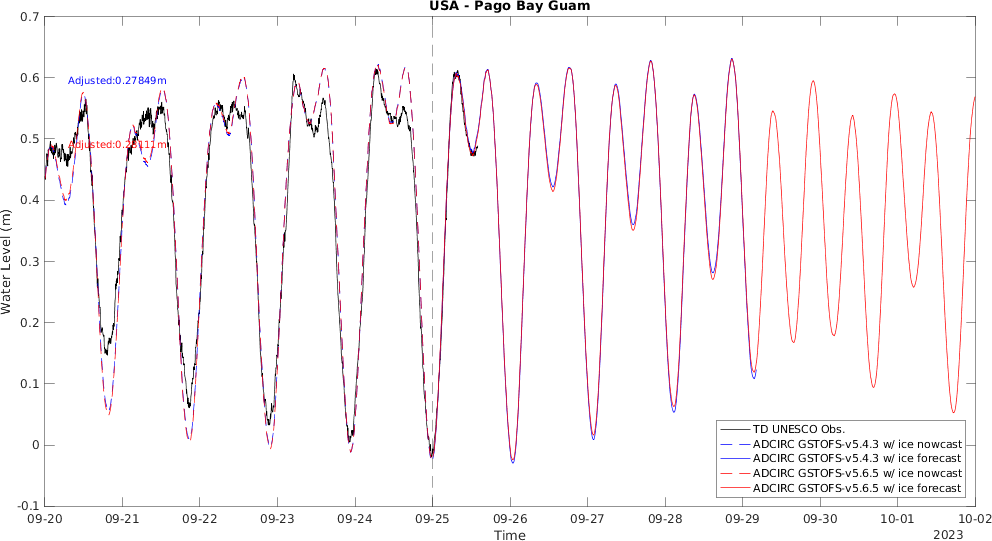 USA - Pago Bay Guam
0.7
0.6
0.5
0.4
0.3
0.2
0.1
0
-0.1
Water Level (m)
Adjusted:0.27849m
Adjusted:0.28111m
TD UNESCO Obs.
ADCIRC GSTOFS-v5.4.3 w/ ice nowcast
ADCIRC GSTOFS-v5.4.3 w/ ice forecast
ADCIRC GSTOFS-v5.6.5 w/ ice nowcast
ADCIRC GSTOFS-v5.6.5 w/ ice forecast
09-20 09-21 09-22 09-23 09-24 09-25 09-26 09-27 09-28 09-29 09-30 10-01 10-02
Time
2023